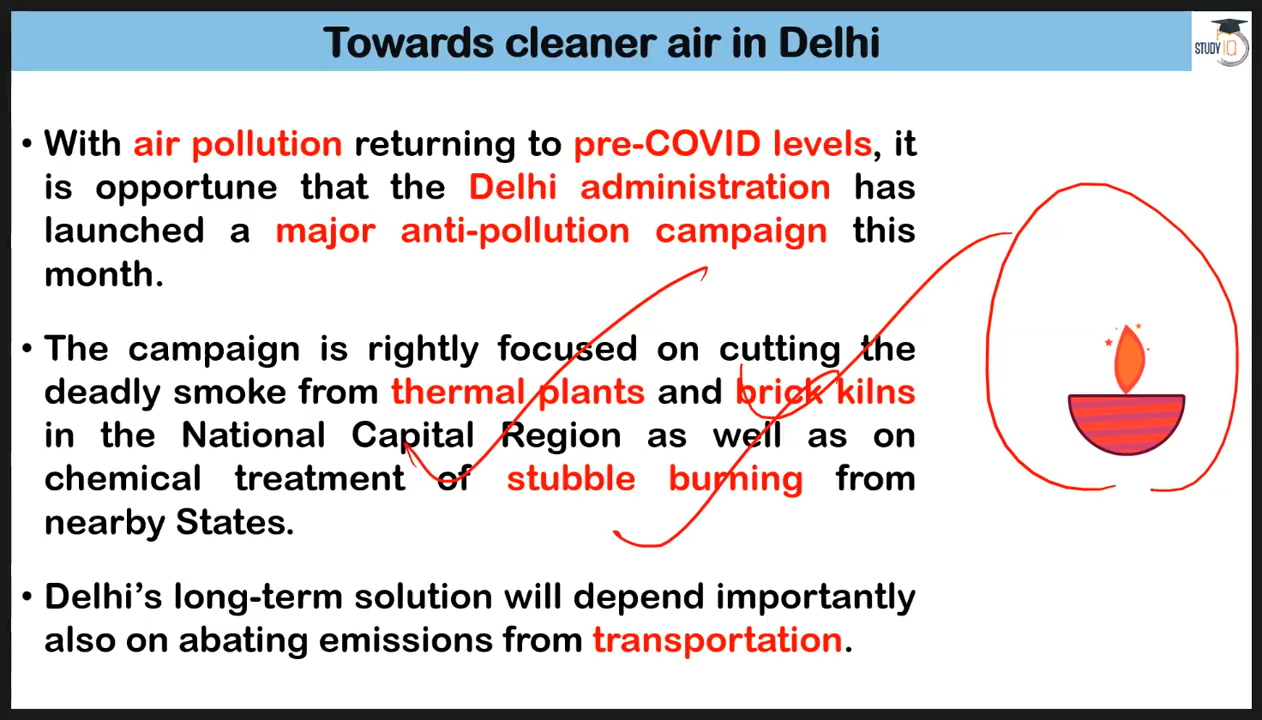 Towards cleaner air in Delhi
STUDY IQ
• With air pollution returning to pre-COVID levels, it
is opportune that the Delhi administration has
launched a major anti-pollution campaign this
month.
• The campaign is rightly focused on cutting the
deadly smoke from thermal plants and brick kilns
in the National Capital Region as well as on
chemical treatment of stubble burning from
nearby States.
• Delhi’s long-term solution will depend importantly
also on abating emissions from transportation.